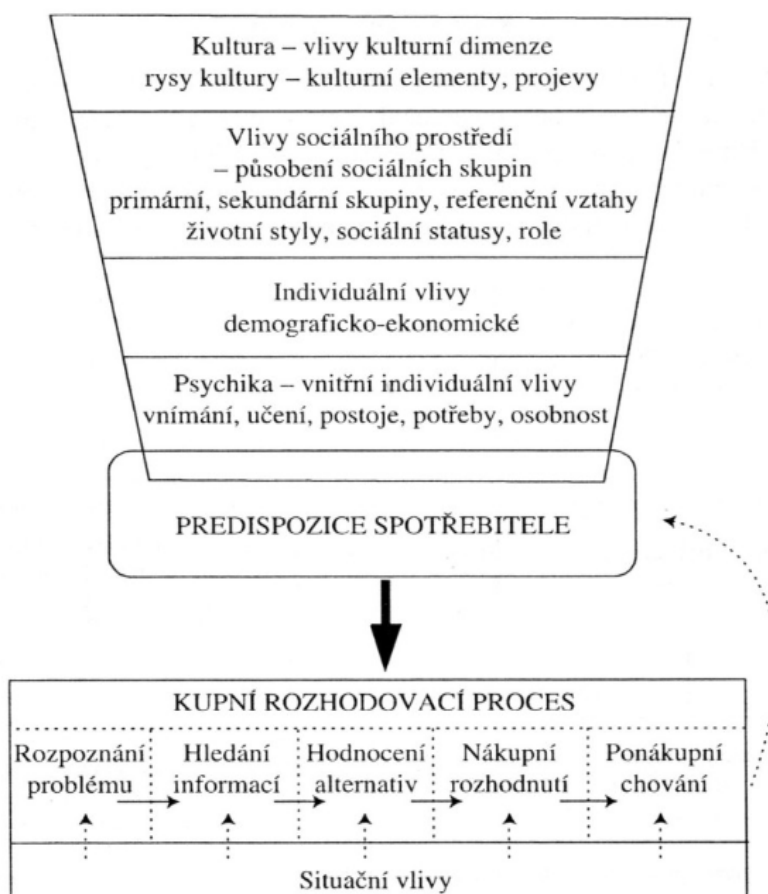 Kultura – vlivy kulturní dimenze
rysy kultury – kulturní elementy, projevy
Vlivy sociálního prostředí
– působení sociálních skupin
primární, sekundární skupiny, referenční vztahy
životní styly, sociální statusy, role
Individuální vlivy
demograficko-ekonomické
Psychika – vnitřní individuální vlivy
vnímání, učení, postoje, potřeby, osobnost
PREDISPOZICE SPOTŘEBITELE
KUPNÍ ROZHODOVACÍ PROCES
Rozpoznání
problému
Hledání
informací
Hodnocení
alternativ
Nákupní
rozhodnutí
Ponákupní
chování
Situační vlivy